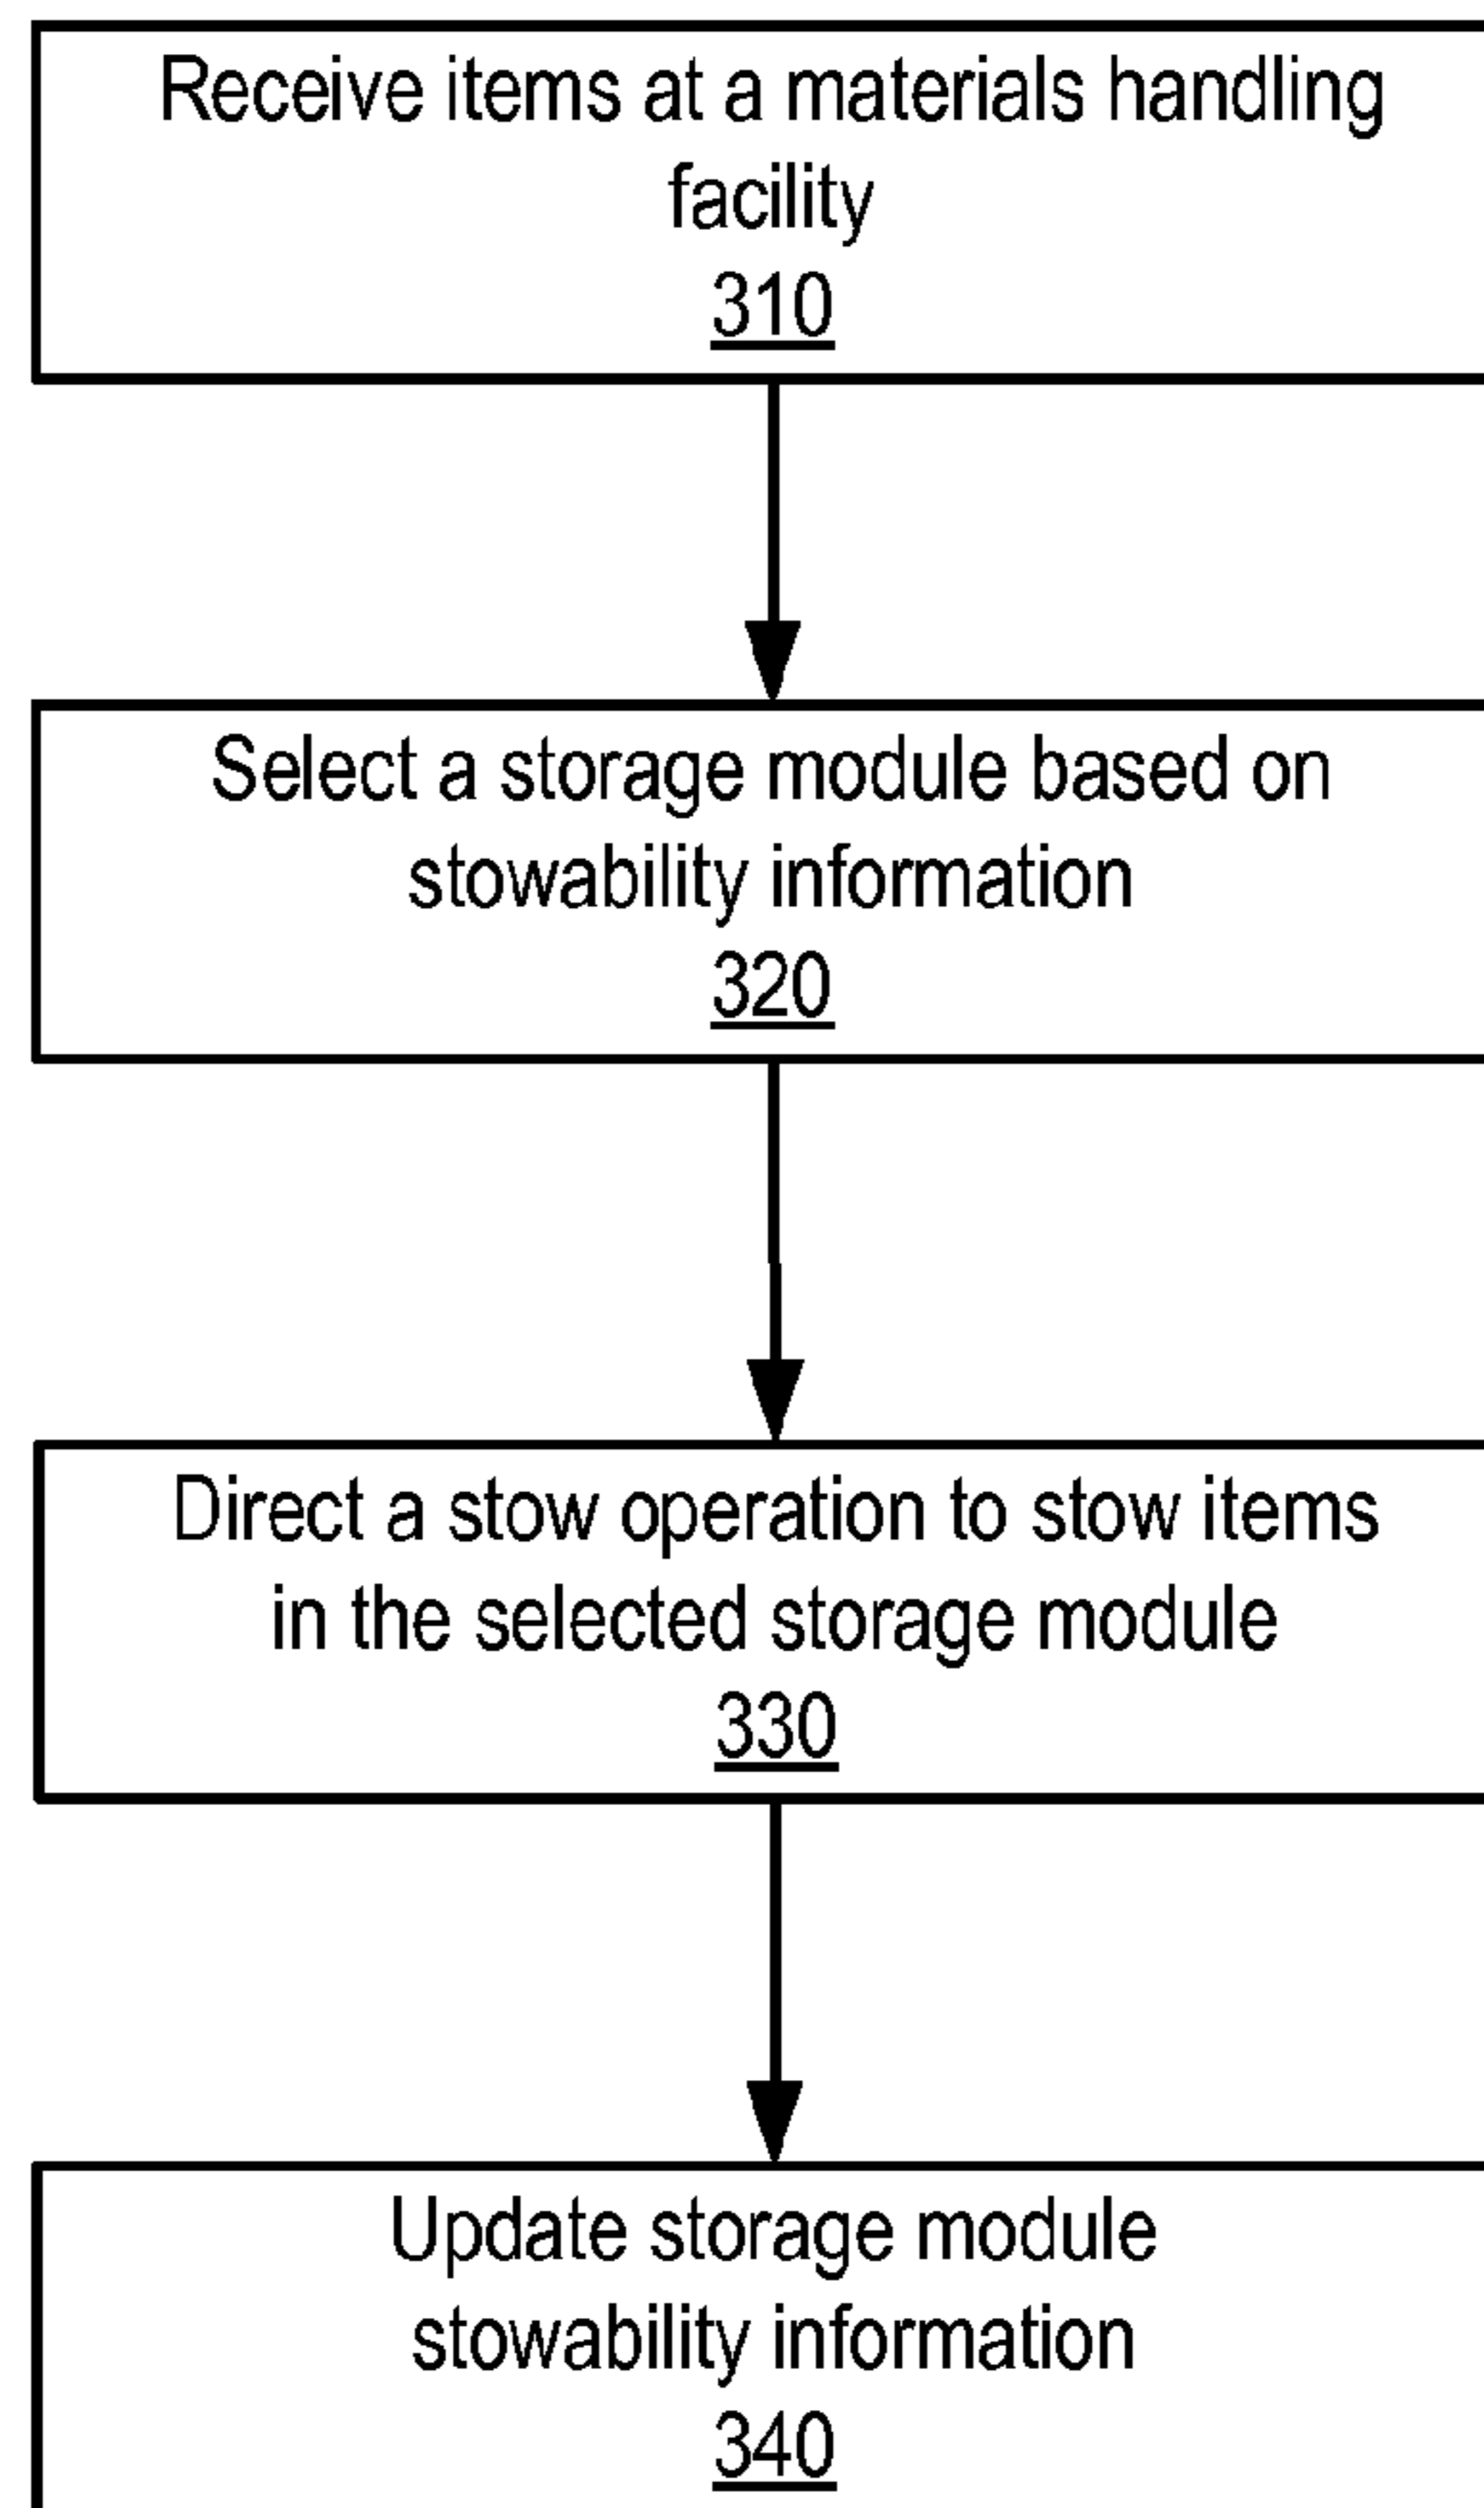 Receive items at a materials handling
facility
310
Select a storage module based on
stowability information
320
Direct a stow operation to stow items
in the selected storage module
330
Update storage module
stowability information
340